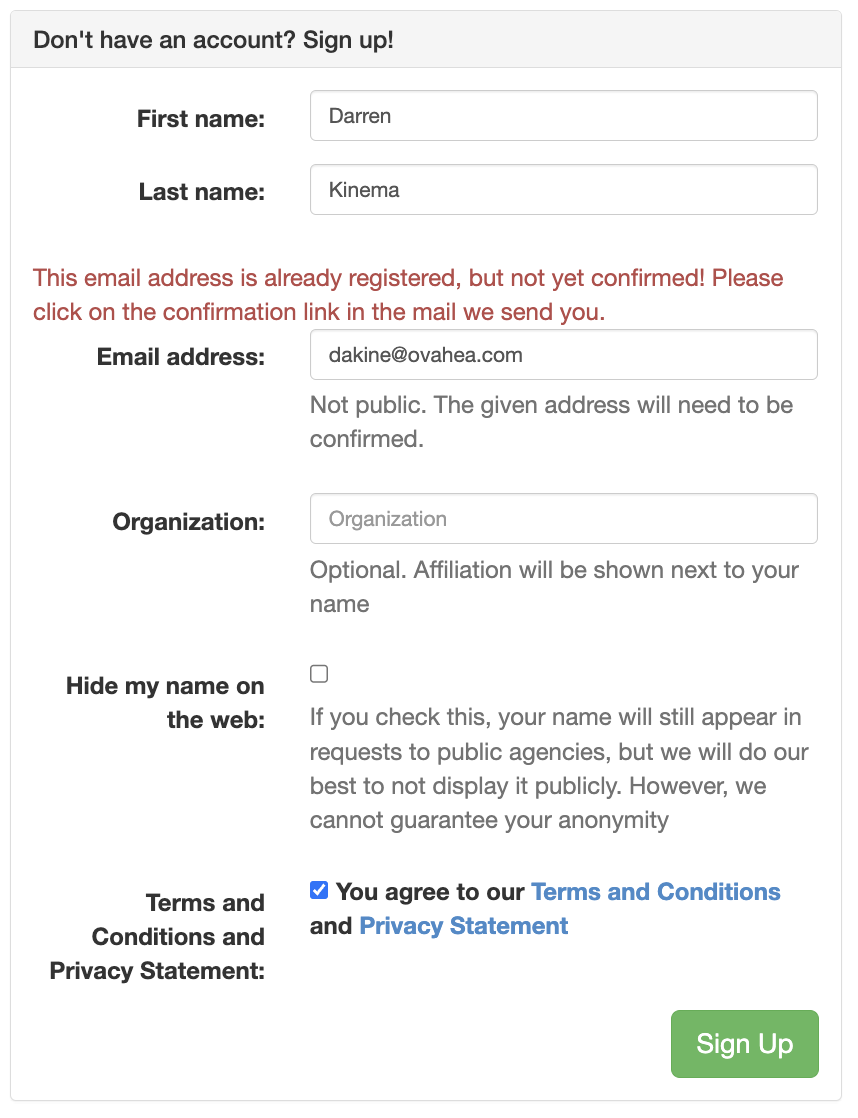 Don't have an account? Sign up!
First name:
Darren
Last name:
Kinema
This email address is already registered, but not yet confirmed! Please
click on the confirmation link in the mail we send you.
Email address:
dakine@ovahea.com
Not public. The given address will need to be
confirmed.
Organization:
Organization
Optional. Affiliation will be shown next to your
name
Hide my name on
the web:
If you check this, your name will still appear in
requests to public agencies, but we will do our
best to not display it publicly. However, we
cannot guarantee your anonymity
Terms and
Conditions and
Privacy Statement:
You agree to our Terms and Conditions
and Privacy Statement
Sign Up